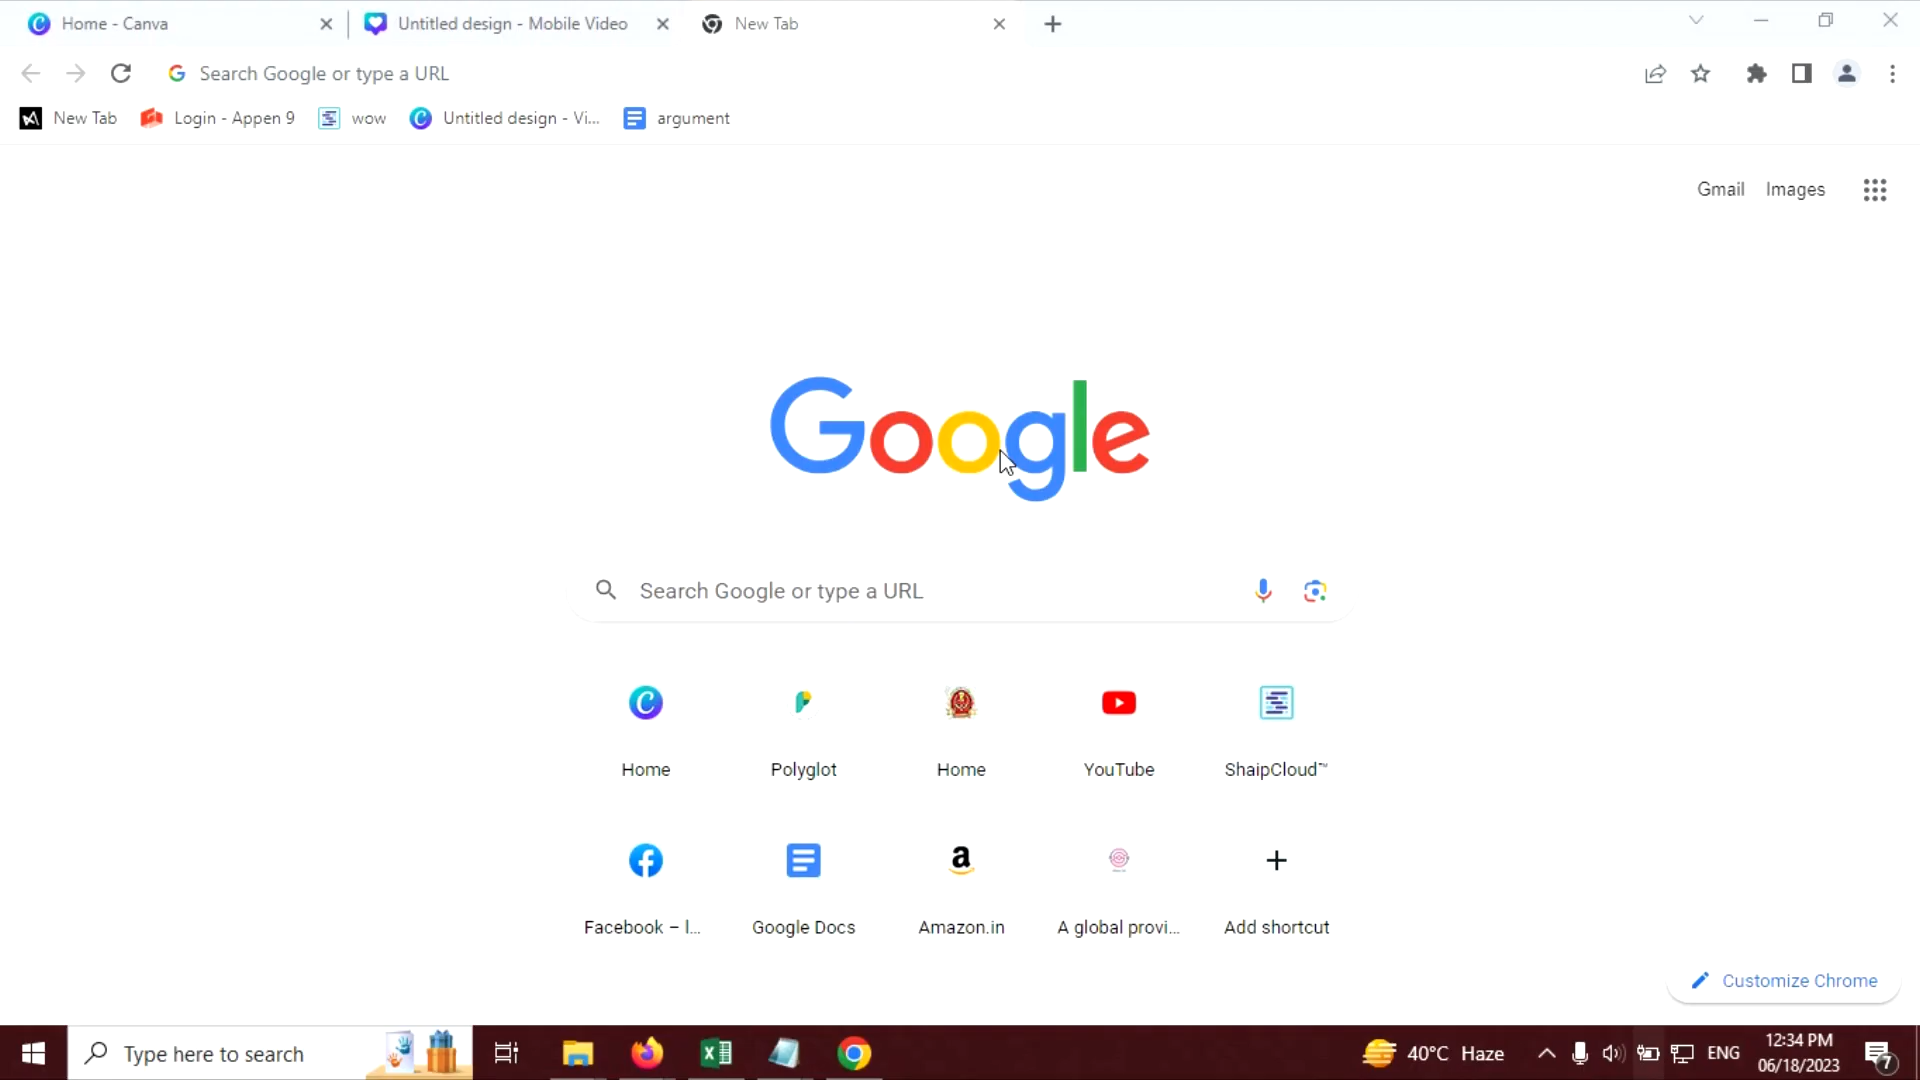 Home - Canva
Untitled design - Mobile Video
New Tab
Search Google or type a URL
New Tab
Login - Appen 9
wow
Untitled design - Vi...
argument
Gmail
Images
Google
Search Google or type a URL
Home
Polyglot
Home
YouTube
ShaipCloud™
Facebook – l...
Google Docs
Amazon.in
A global provi...
Add shortcut
Customize Chrome
Type here to search
40°C Haze
ENG
12:34 PM
06/18/2023
7